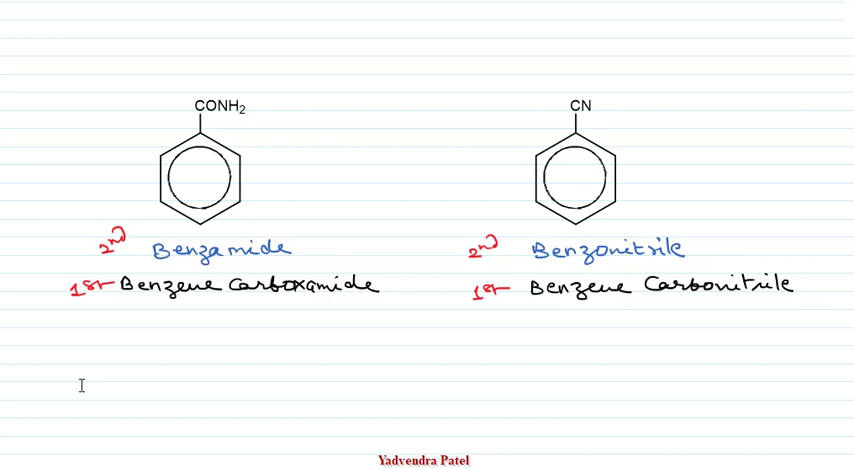 CONH2 CN
2nd Benzamide 2nd Benzonitrile
1st Benzene Carboxamide 1st Benzene Carbonitrile
Yadvendra Patel